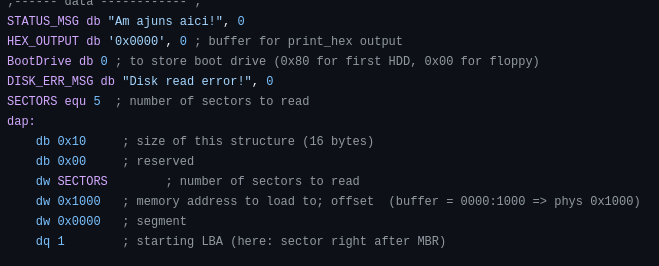 ;------ data ------------ ;
STATUS_MSG db "Am ajuns aici!", 0
HEX_OUTPUT db '0x0000', 0 ; buffer for print_hex output
BootDrive db 0 ; to store boot drive (0x80 for first HDD, 0x00 for floppy)
DISK_ERR_MSG db "Disk read error!", 0
SECTORS equ 5  ; number of sectors to read
dap:
    db 0x10     ; size of this structure (16 bytes)
    db 0x00     ; reserved
    dw SECTORS        ; number of sectors to read
    dw 0x1000   ; memory address to load to; offset  (buffer = 0000:1000 => phys 0x1000)
    dw 0x0000   ; segment
    dq 1        ; starting LBA (here: sector right after MBR)